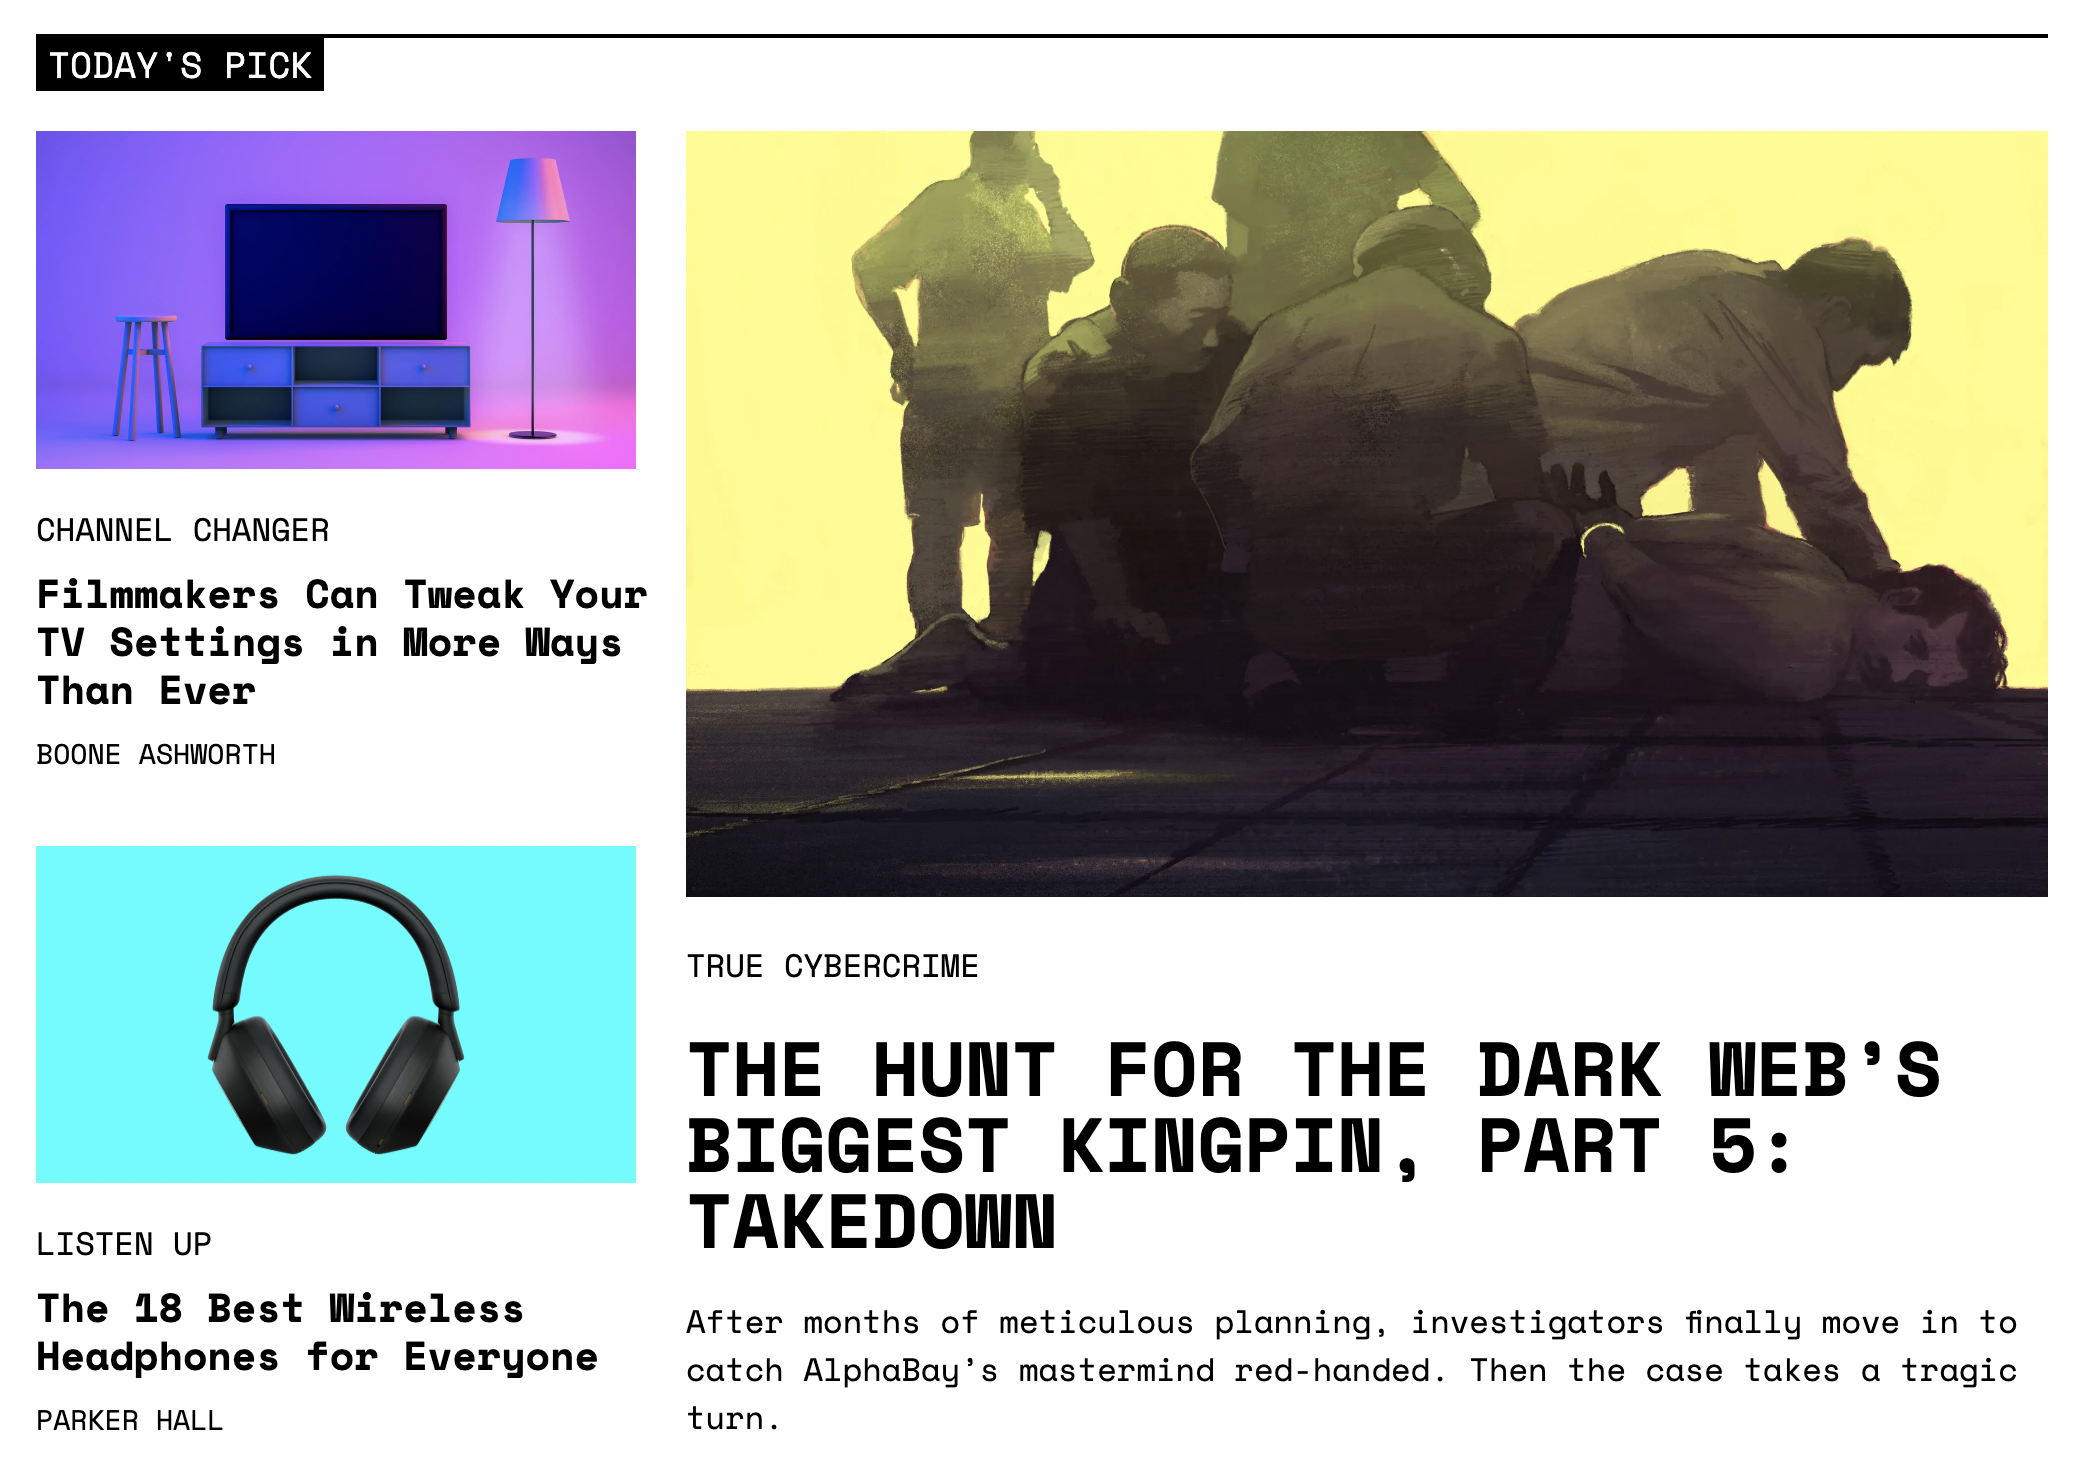 TODAY'S PICK
CHANNEL CHANGER
Filmmakers Can Tweak Your
TV Settings in More Ways
Than Ever
BOONE ASHWORTH
LISTEN UP
The 18 Best Wireless
Headphones for Everyone
PARKER HALL
TRUE CYBERCRIME
THE HUNT FOR THE DARK WEB’S
BIGGEST KINGPIN, PART 5:
TAKEDOWN
After months of meticulous planning, investigators finally move in to
catch AlphaBay’s mastermind red-handed. Then the case takes a tragic
turn.